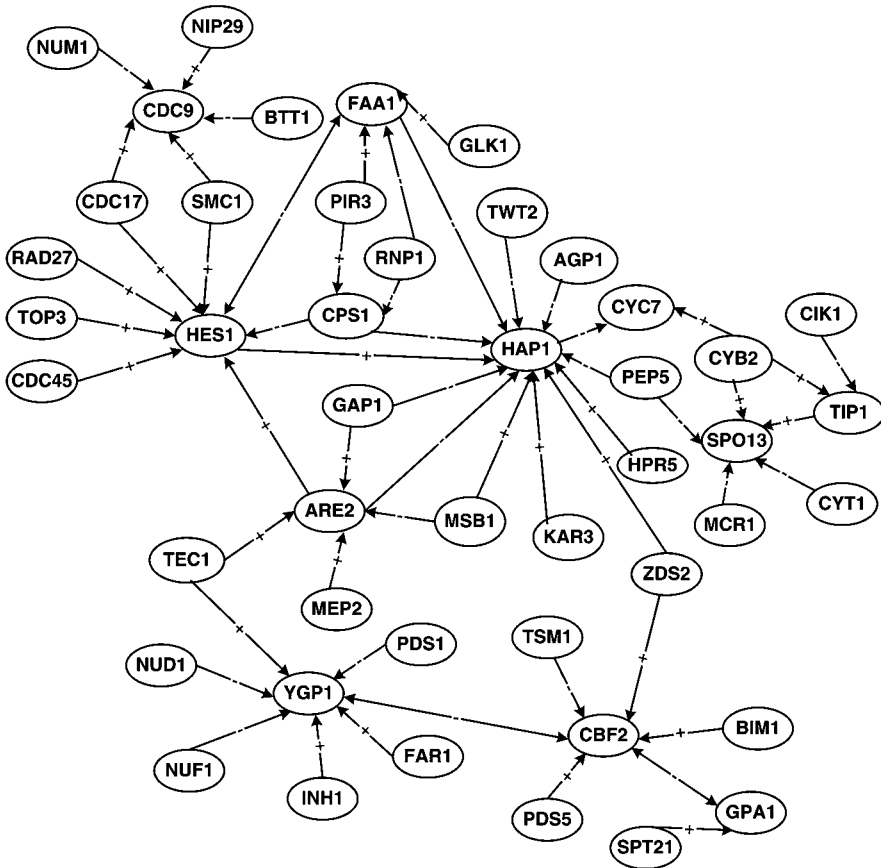 NIP29
NUM1
CDC9
FAA1
BTT1
GLK1
CDC17
SMC1
PIR3
TWT2
RAD27
RNP1
AGP1
TOP3
HES1
CPS1
CYC7
CIK1
HAP1
CYB2
CDC45
PEP5
GAP1
TIP1
SPO13
HPR5
ARE2
MSB1
KAR3
MCR1
CYT1
TEC1
ZDS2
MEP2
TSM1
PDS1
NUD1
YGP1
CBF2
BIM1
NUF1
FAR1
INH1
PDS5
GPA1
SPT21